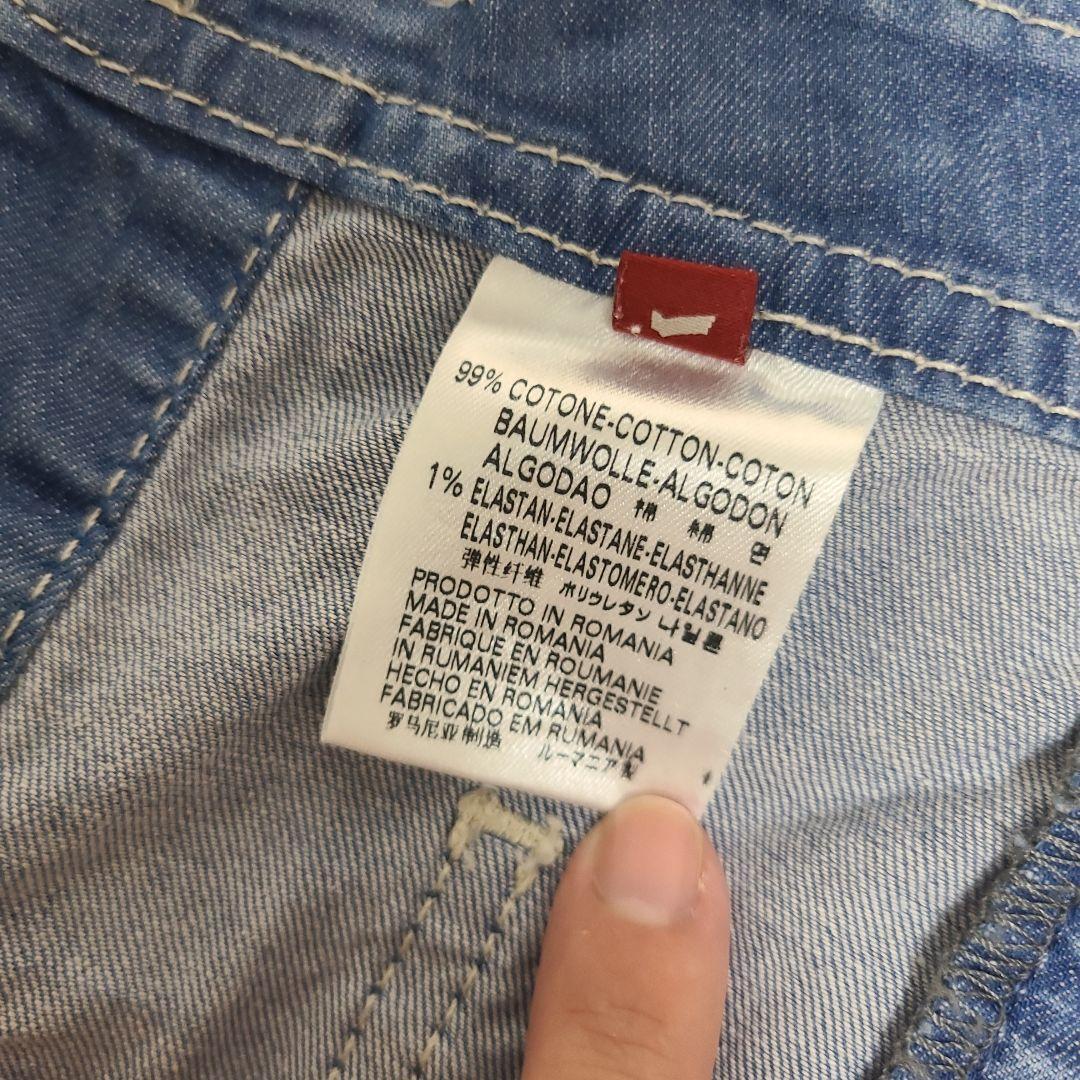 99% COTONE-COTTON-COTON
BAUMWOLLE-ALGODON
ALGODAO 棉 綿 면
1% ELASTAN-ELASTANE-ELASTHANNE
ELASTHAN-ELASTOMERO-ELASTANO
弹性纤维 ポリウレタン 나일론
PRODOTTO IN ROMANIA
MADE IN ROMANIA
FABRIQUE EN ROUMANIE
IN RUMANIEM HERGESTELLT
HECHO EN ROMANIA
FABRICADO EM RUMANIA
罗马尼亚制造 ルーマニア製